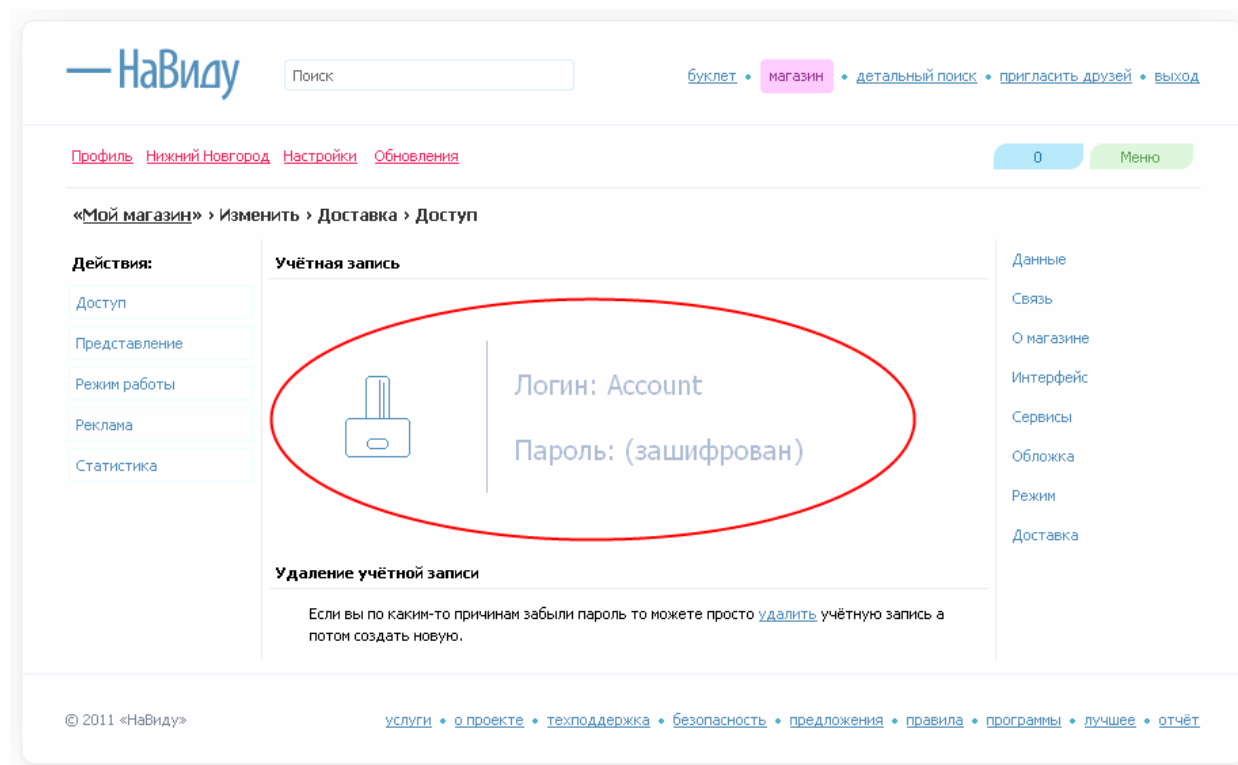 — НаВиду
Поиск
буклет • магазин • детальный поиск • пригласить друзей • выход
Профиль Нижний Новгород Настройки Обновления
0 Меню
«Мой магазин» › Изменить › Доставка › Доступ
Действия:
Доступ
Представление
Режим работы
Реклама
Статистика
Учётная запись
Логин: Account
Пароль: (зашифрован)
Удаление учётной записи
Если вы по каким-то причинам забыли пароль то можете просто удалить учётную запись а
потом создать новую.
Данные
Связь
О магазине
Интерфейс
Сервисы
Обложка
Режим
Доставка
© 2011 «НаВиду»
услуги • о проекте • техподдержка • безопасность • предложения • правила • программы • лучшее • отчёт